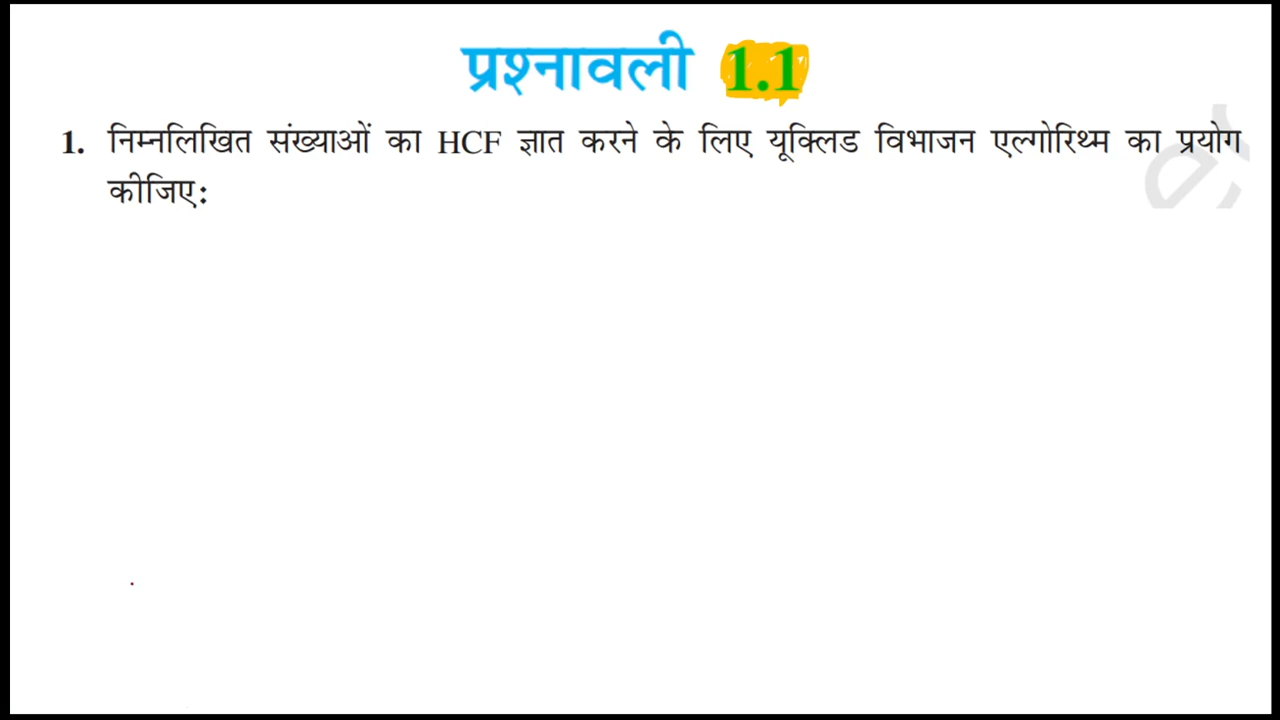 प्रश्नावली 1.1
1. निम्नलिखित संख्याओं का HCF ज्ञात करने के लिए यूक्लिड विभाजन एल्गोरिथ्म का प्रयोग
कीजिए: